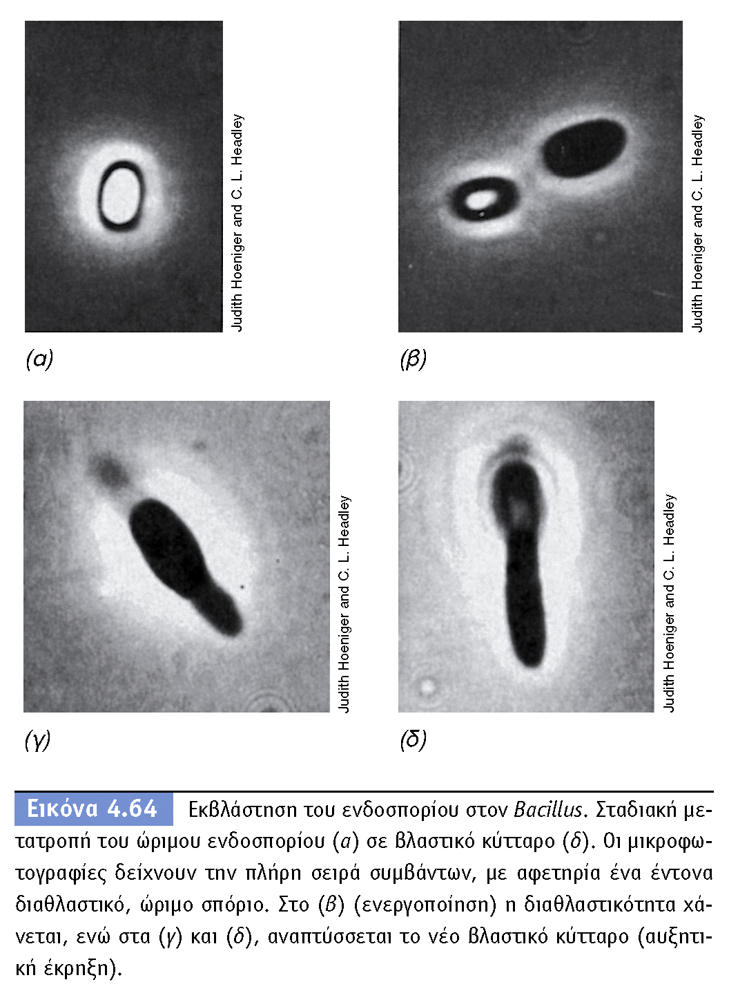 Judith Hoeniger and C. L. Headley
Judith Hoeniger and C. L. Headley
(α)
(β)
Judith Hoeniger and C. L. Headley
Judith Hoeniger and C. L. Headley
(γ)
(δ)
Εικόνα 4.64 Εκβλάστηση του ενδοσπορίου στον Bacillus. Σταδιακή με-
τατροπή του ώριμου ενδοσπορίου (α) σε βλαστικό κύτταρο (δ). Οι μικροφω-
τογραφίες δείχνουν την πλήρη σειρά συμβάντων, με αφετηρία ένα έντονα
διαθλαστικό, ώριμο σπόριο. Στο (β) (ενεργοποίηση) η διαθλαστικότητα χά-
νεται, ενώ στα (γ) και (δ), αναπτύσσεται το νέο βλαστικό κύτταρο (αυξητι-
κή έκρηξη).